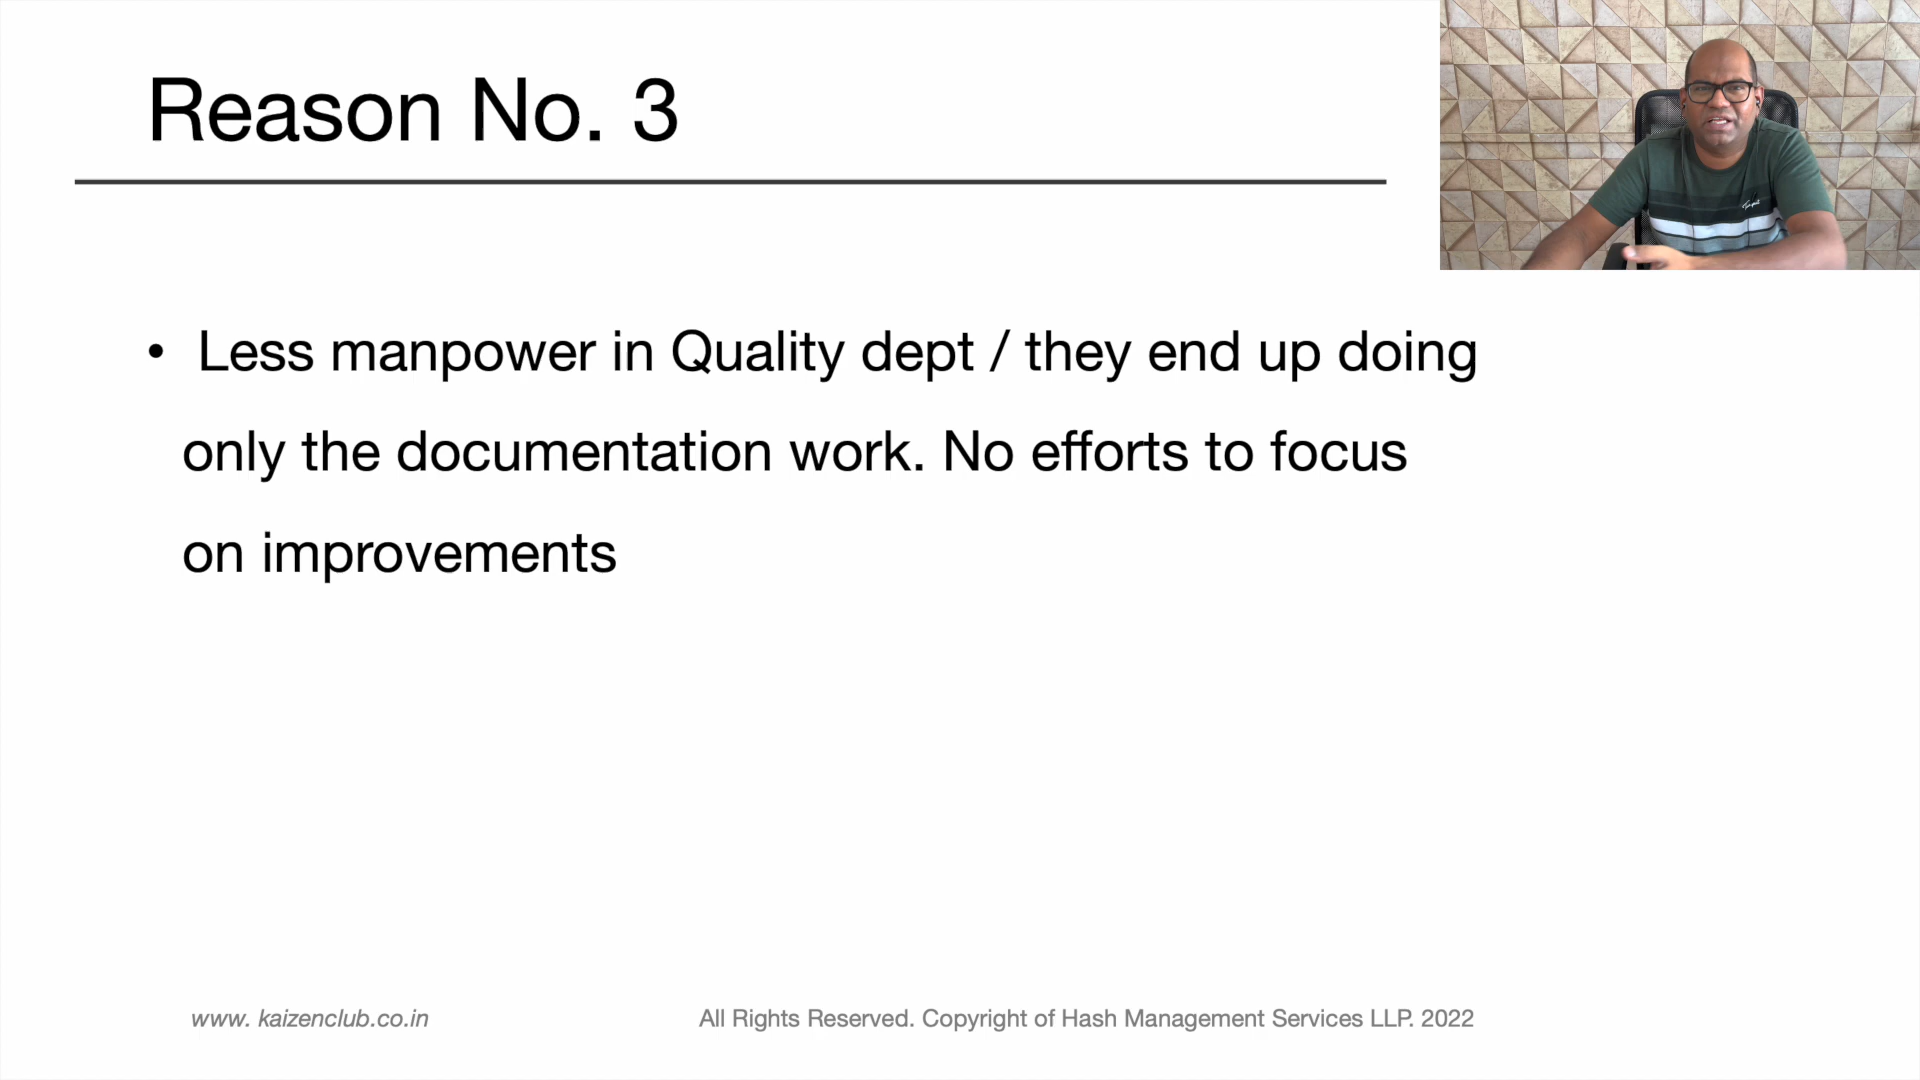 Reason No. 3
• Less manpower in Quality dept / they end up doing
only the documentation work. No efforts to focus
on improvements
www. kaizenclub.co.in
All Rights Reserved. Copyright of Hash Management Services LLP. 2022